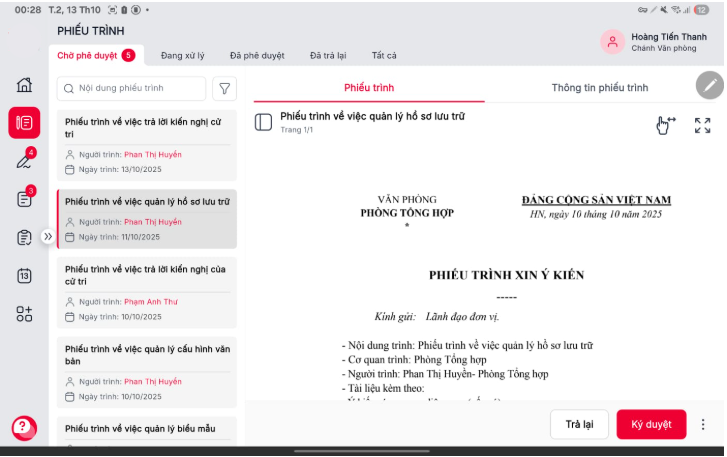 00:28 T.2, 13 Th10
12
PHIẾU TRÌNH
Hoàng Tiến Thanh
Chánh Văn phòng
Chờ phê duyệt 5 Đang xử lý Đã phê duyệt Đã trả lại Tất cả
Nội dung phiếu trình
Phiếu trình về việc trả lời kiến nghị cử
tri
Người trình: Phan Thị Huyền
Ngày trình: 13/10/2025
Phiếu trình về việc quản lý hồ sơ lưu trữ
Người trình: Phan Thị Huyền
Ngày trình: 11/10/2025
Phiếu trình về việc trả lời kiến nghị của
cử tri
Người trình: Phạm Anh Thư
Ngày trình: 10/10/2025
Phiếu trình về việc quản lý cấu hình văn
bản
Người trình: Phan Thị Huyền
Ngày trình: 10/10/2025
Phiếu trình về việc quản lý biểu mẫu
4
3
13
Phiếu trình Thông tin phiếu trình
Phiếu trình về việc quản lý hồ sơ lưu trữ
Trang 1/1
VĂN PHÒNG ĐẢNG CỘNG SẢN VIỆT NAM
PHÒNG TỔNG HỢP HN, ngày 10 tháng 10 năm 2025
*
PHIẾU TRÌNH XIN Ý KIẾN
-----
Kính gửi: Lãnh đạo đơn vị.
- Nội dung trình: Phiếu trình về việc quản lý hồ sơ lưu trữ
- Cơ quan trình: Phòng Tổng hợp
- Người trình: Phan Thị Huyền- Phòng Tổng hợp
- Tài liệu kèm theo:
Trả lại Ký duyệt